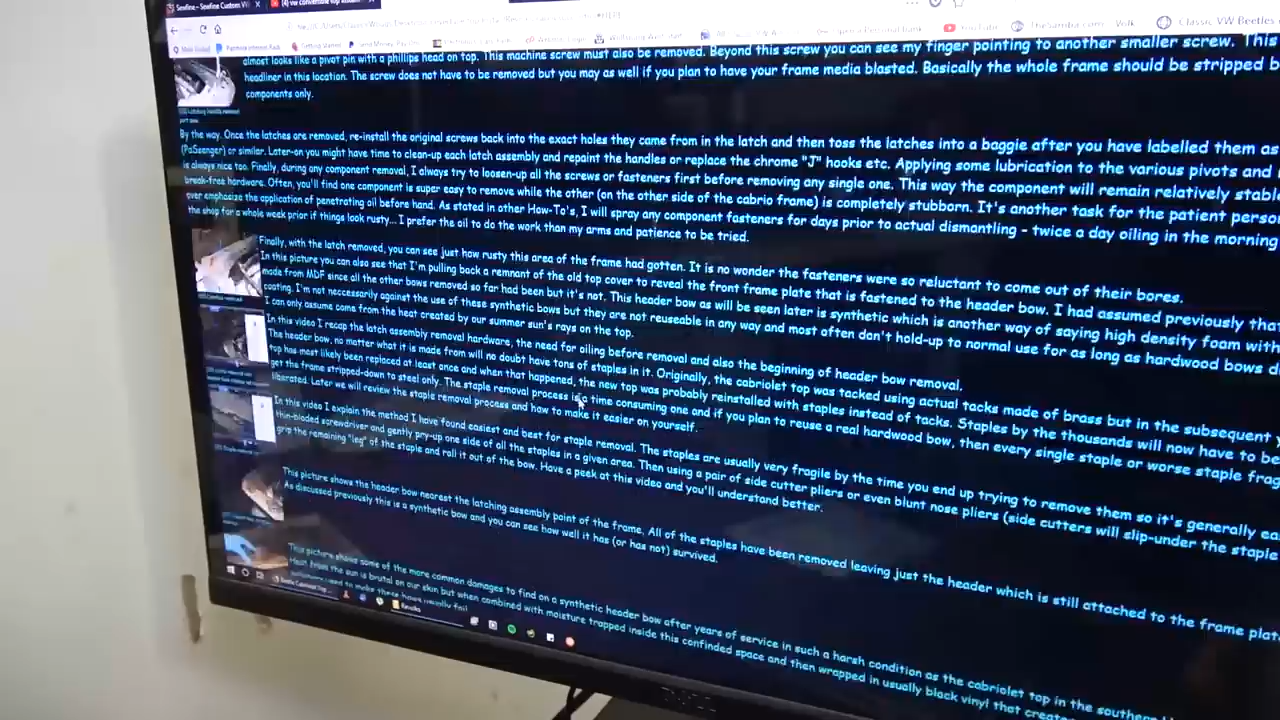 Sewfine - Sewfine Custom V
(4) vw convertible top
Most Visited
Getting Started
TheSamba.com
Classic VW Beetles
almost looks like a pivot pin with a phillips head on top. This machine screw must also be removed. Beyond this screw you can see my finger pointing to another smaller screw. This
headliner in this location. The screw does not have to be removed but you may as well if you plan to have your frame media blasted. Basically the whole frame should be stripped b
components only.
By the way. Once the latches are removed, re-install the original screws back into the exact holes they came from in the latch and then toss the latches into a baggie after you have labelled them as
(PaSsenger) or similar. Later-on you might have time to clean-up each latch assembly and repaint the handles or replace the chrome "J" hooks etc. Applying some lubrication to the various pivots and
is always nice too. Finally, during any component removal, I always try to loosen-up all the screws or fasteners first before removing any single one. This way the component will remain relatively stabl
break-free hardware. Often, you'll find one component is super easy to remove while the other (on the other side of the cabrio frame) is completely stubborn. It's another task for the patient perso
over emphasize the application of penetrating oil before hand. As stated in other How-To's, I will spray any component fasteners for days prior to actual dismantling - twice a day oiling in the morning
the shop for a whole week prior if things look rusty... I prefer the oil to do the work than my arms and patience to be tried.
Finally, with the latch removed, you can see just how rusty this area of the frame had gotten. It is no wonder the fasteners were so reluctant to come out of their bores.
In this picture you can also see that I'm pulling back a remnant of the old top cover to reveal the front frame plate that is fastened to the header bow. I had assumed previously that
made from MDF since all the other bows removed so far had been but it's not. This header bow as will be seen later is synthetic which is another way of saying high density foam with
coating. I'm not neccessarily against the use of these synthetic bows but they are not reuseable in any way and most often don't hold-up to normal use for as long as hardwood bows d
I can only assume from the heat created by our summer sun's rays on the top.
In this video I recap the latch assembly removal hardware, the need for oiling before removal and also the beginning of header bow removal.
The header bow, no matter what it is made from will no doubt have tons of staples in it. Originally, the cabriolet top was tacked using actual tacks made of brass but in the subsequent y
top has most likely been replaced at least once and when that happened, the new top was probably reinstalled with staples instead of tacks. Staples by the thousands will now have to be
get the frame stripped-down to steel only. The staple removal process is a time consuming one and if you plan to reuse a real hardwood bow, then every single staple or worse staple frag
liberated. Later we will review the staple removal process and how to make it easier on yourself.
In this video I explain the method I have found easiest and best for staple removal. The staples are usually very fragile by the time you end up trying to remove them so it's generally ea
thin-bladed screwdriver and gently pry-up one side of all the staples in a given area. Then using a pair of side cutter pliers or even blunt nose pliers (side cutters will slip-under the staple
grip the remaining "leg" of the staple and roll it out of the bow. Have a peek at this video and you'll understand better.
This picture shows the header bow nearest the latching assembly point of the frame. All of the staples have been removed leaving just the header which is still attached to the frame plat
As discussed previously this is a synthetic bow and you can see how well it has (or has not) survived.
This picture shows some of the more common damages to find on a synthetic header bow after years of service in such a harsh condition as the cabriolet top in the southern
Heat from the sun is brutal on our skin but when combined with moisture trapped inside this confinded space and then wrapped in usually black vinyl that create